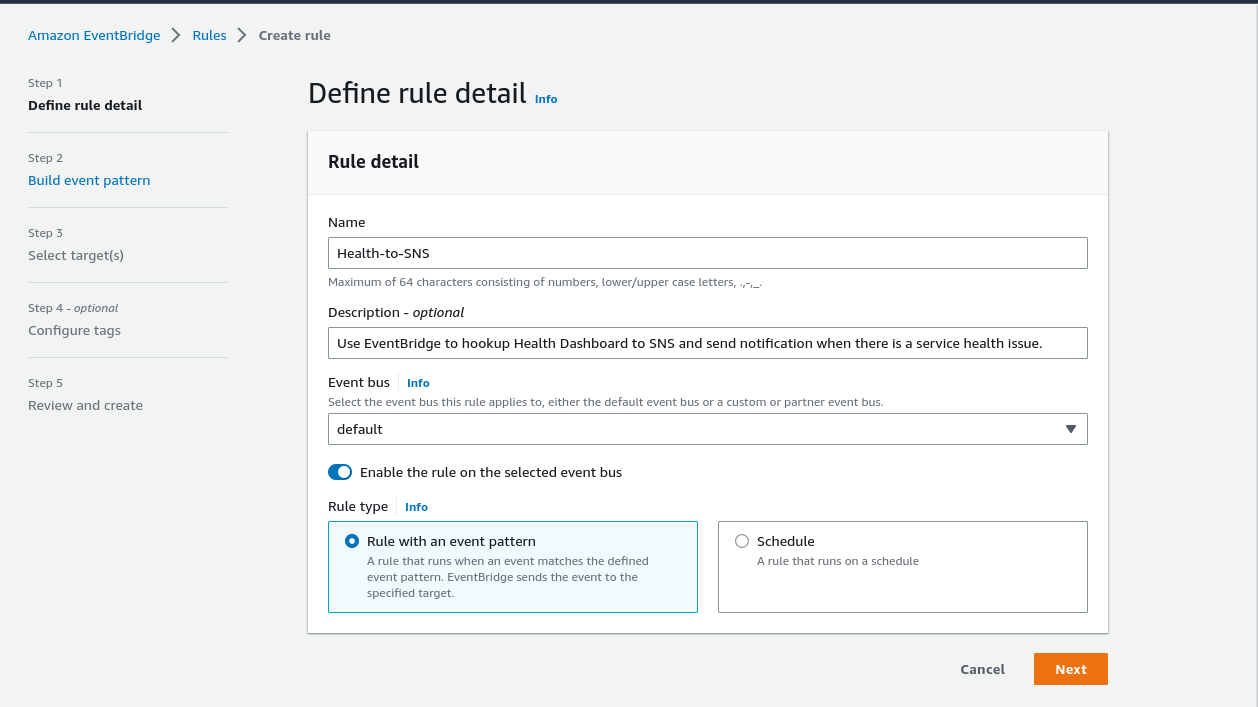 Amazon EventBridge > Rules > Create rule
Step 1
Define rule detail
Step 2
Build event pattern
Step 3
Select target(s)
Step 4 - optional
Configure tags
Step 5
Review and create
Define rule detail Info
Rule detail
Name
Health-to-SNS
Maximum of 64 characters consisting of numbers, lower/upper case letters, .,-,_.
Description - optional
Use EventBridge to hookup Health Dashboard to SNS and send notification when there is a service health issue.
Event bus Info
Select the event bus this rule applies to, either the default event bus or a custom or partner event bus.
default
Enable the rule on the selected event bus
Rule type Info
Rule with an event pattern
A rule that runs when an event matches the defined
event pattern. EventBridge sends the event to the
specified target.
Schedule
A rule that runs on a schedule
Cancel Next